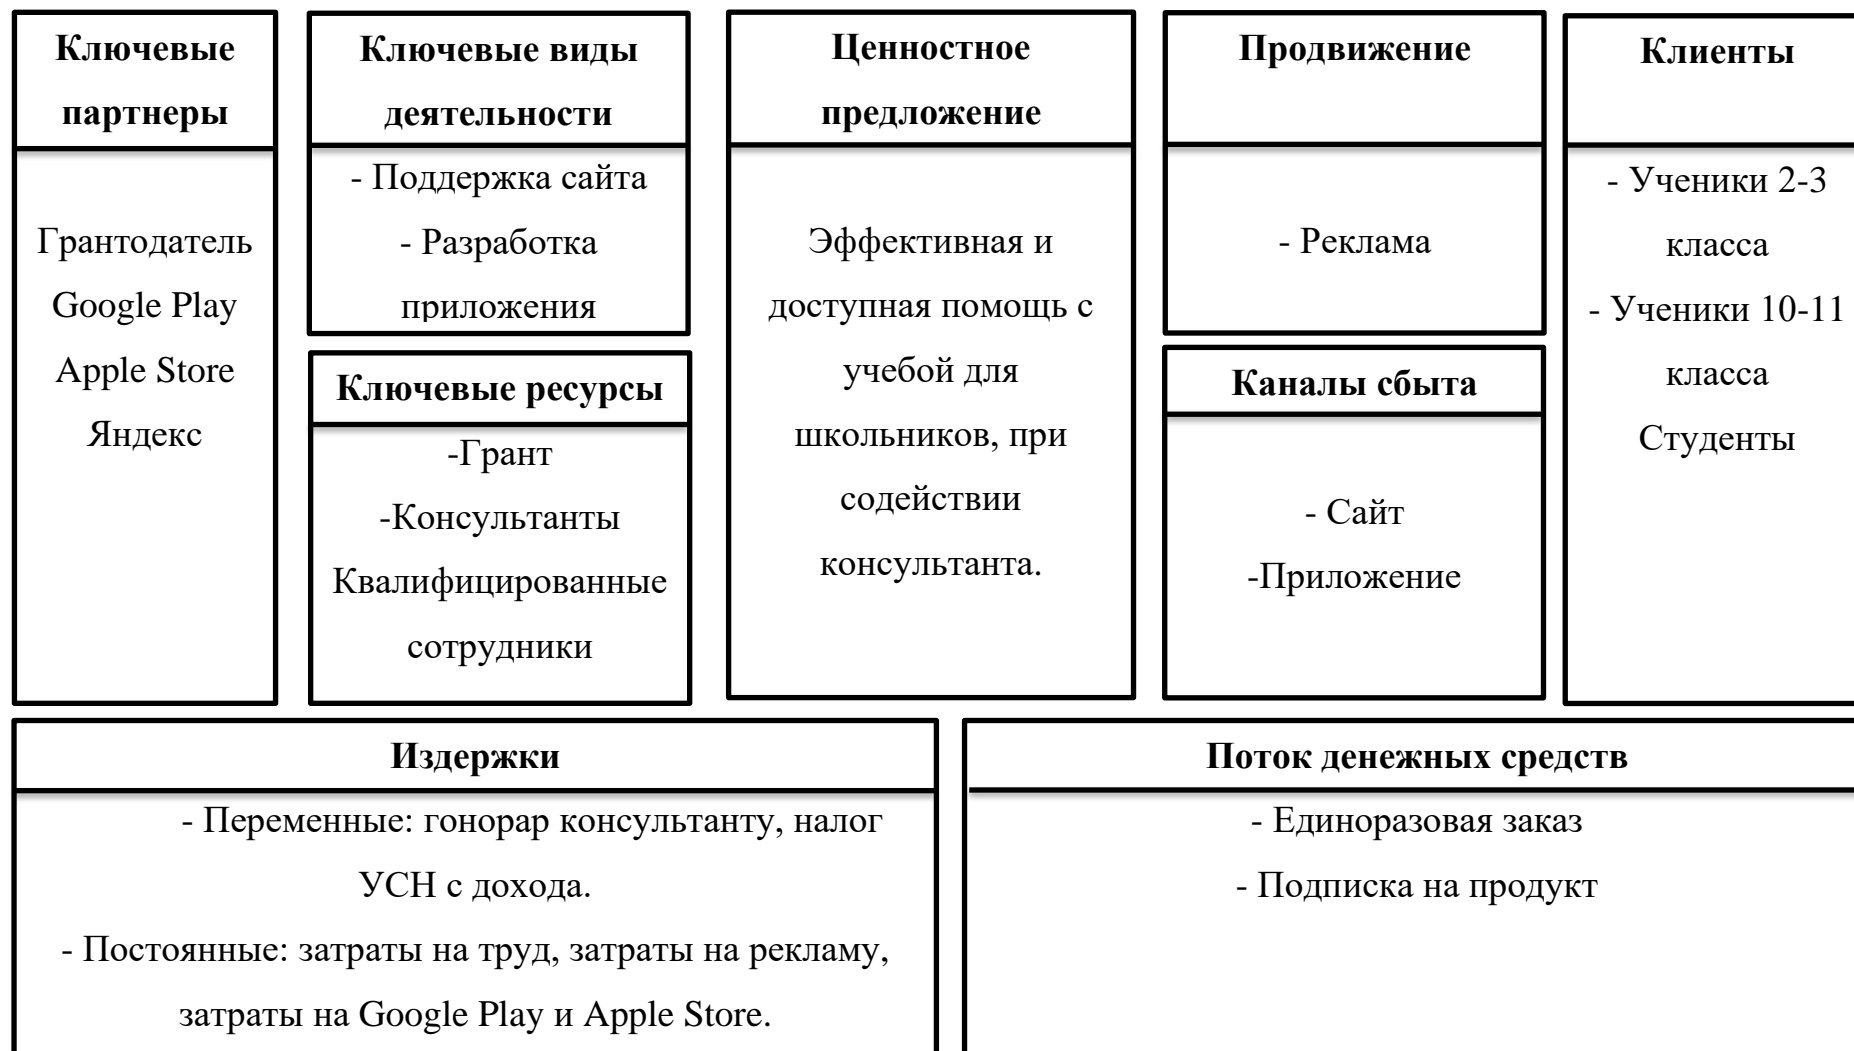 Ключевые
партнеры
Грантодатель
Google Play
Apple Store
Яндекс
Ключевые виды
деятельности
- Поддержка сайта
- Разработка
приложения
Ключевые ресурсы
-Грант
-Консультанты
Квалифицированные
сотрудники
Ценностное
предложение
Эффективная и
доступная помощь с
учебой для
школьников, при
содействии
консультанта.
Продвижение
- Реклама
Каналы сбыта
- Сайт
-Приложение
Клиенты
- Ученики 2-3
класса
- Ученики 10-11
класса
Студенты
Издержки
- Переменные: гонорар консультанту, налог
УСН с дохода.
- Постоянные: затраты на труд, затраты на рекламу,
затраты на Google Play и Apple Store.
Поток денежных средств
- Единоразовая заказ
- Подписка на продукт